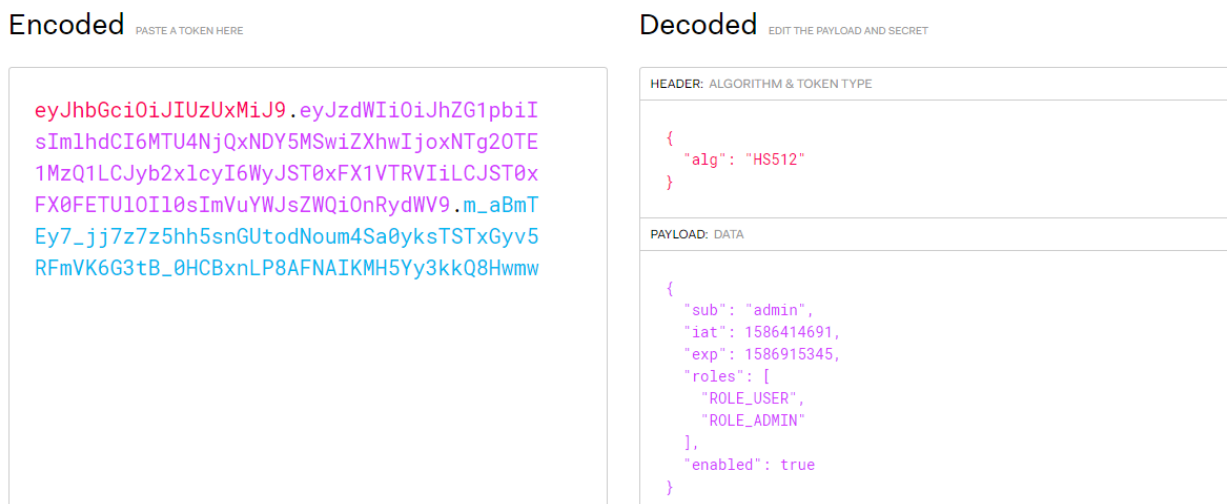 Encoded PASTE A TOKEN HERE
eyJhbGciOiJIUzUxMiJ9.eyJzdWIiOiJhZG1pbiI
sImlhdCI6MTU4NjQxNDY5MSwiZXhwIjoxNTg2OTE
1MzQ1LCJyb2xlcyI6WyJST0xFX1VTRVIiLCJST0x
FX0FETUlOIl0sImVuYWJsZWQiOnRydWV9.m_aBmT
Ey7_jj7z7z5hh5snGUtodNoum4Sa0yksTSTxGyv5
RFmVK6G3tB_0HCBxnLP8AFNAIKMH5Yy3kkQ8Hwmw
Decoded EDIT THE PAYLOAD AND SECRET
HEADER: ALGORITHM & TOKEN TYPE
{
"alg": "HS512"
}
PAYLOAD: DATA
{
"sub": "admin",
"iat": 1586414691,
"exp": 1586915345,
"roles": [
"ROLE_USER",
"ROLE_ADMIN"
],
"enabled": true
}